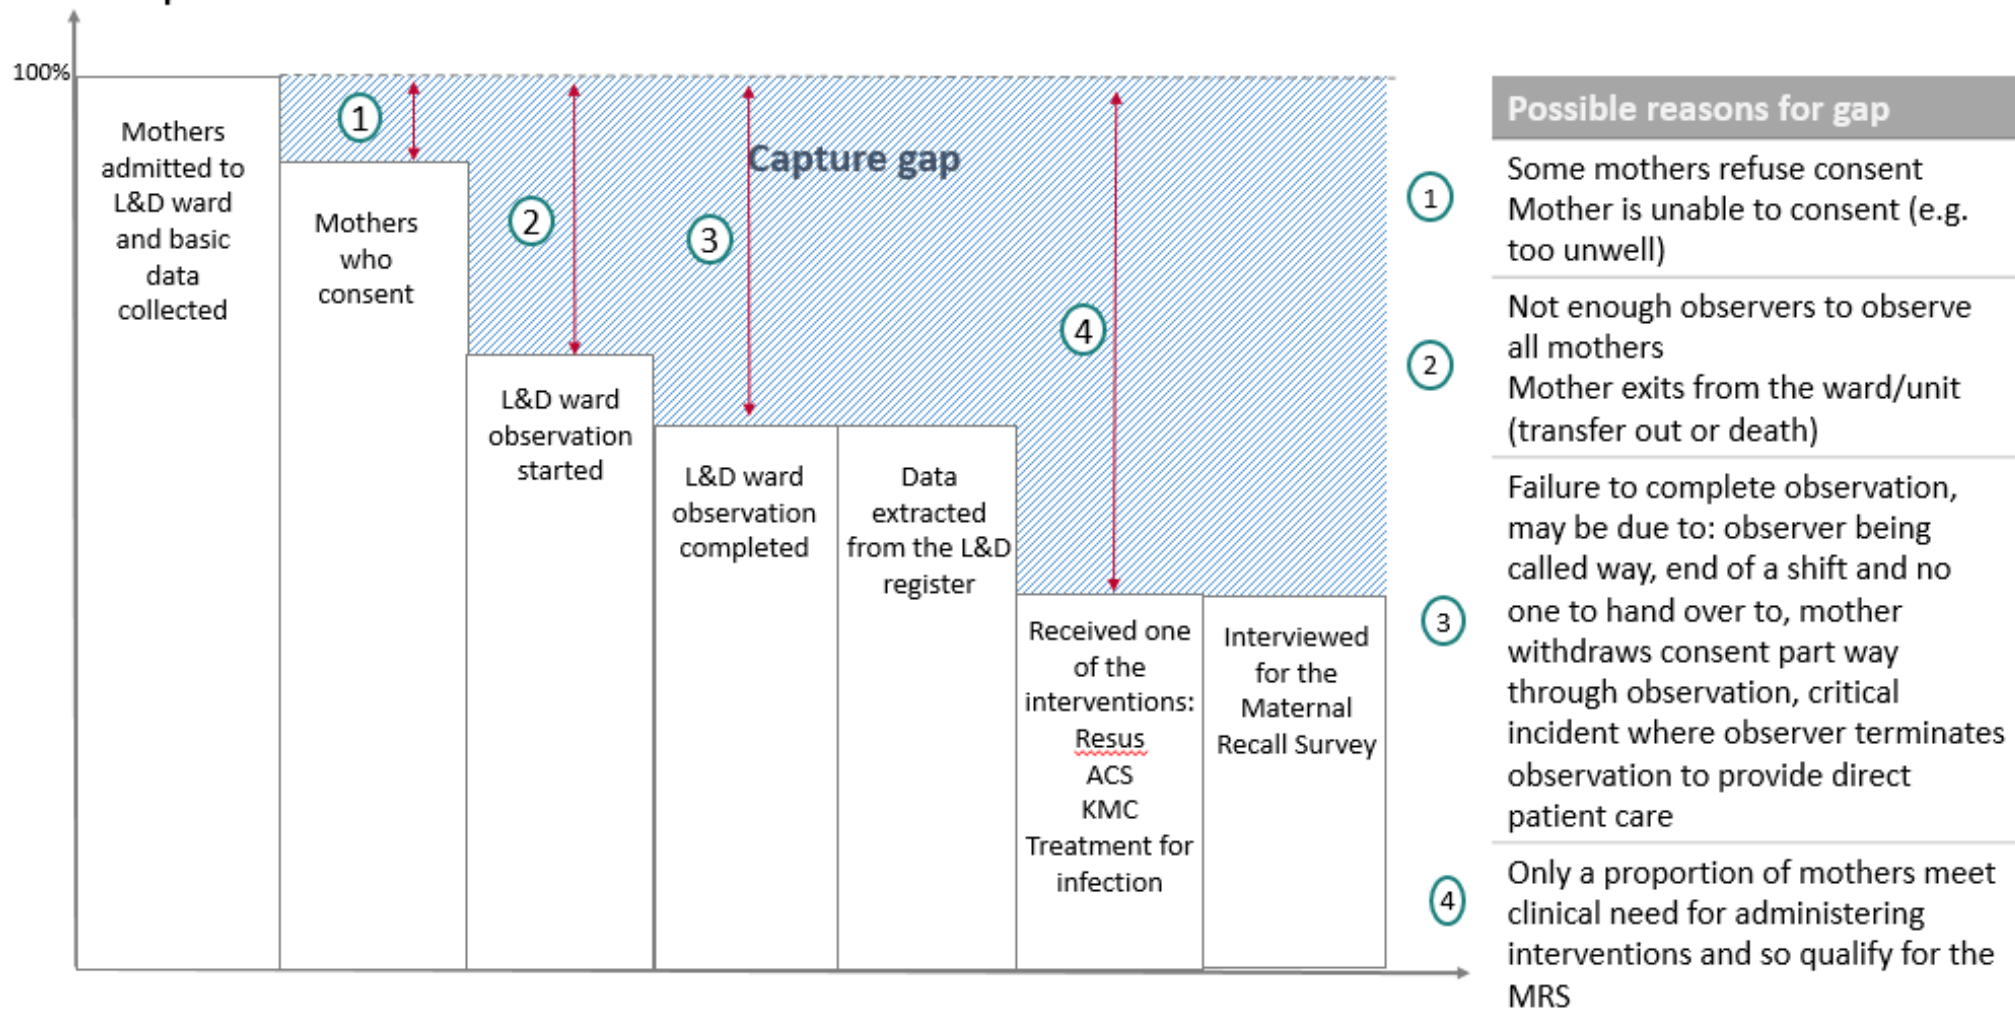 100%
Mothers
admitted to
L&D ward
and basic
data
collected
1
Mothers
who
consent
2
L&D ward
observation
started
3
Capture gap
L&D ward
observation
completed
Data
extracted
from the L&D
register
4
Received one
of the
interventions:
Resus
ACS
KMC
Treatment for
infection
Interviewed
for the
Maternal
Recall Survey
Possible reasons for gap
1
Some mothers refuse consent
Mother is unable to consent (e.g.
too unwell)
2
Not enough observers to observe
all mothers
Mother exits from the ward/unit
(transfer out or death)
3
Failure to complete observation,
may be due to: observer being
called way, end of a shift and no
one to hand over to, mother
withdraws consent part way
through observation, critical
incident where observer terminates
observation to provide direct
patient care
4
Only a proportion of mothers meet
clinical need for administering
interventions and so qualify for the
MRS